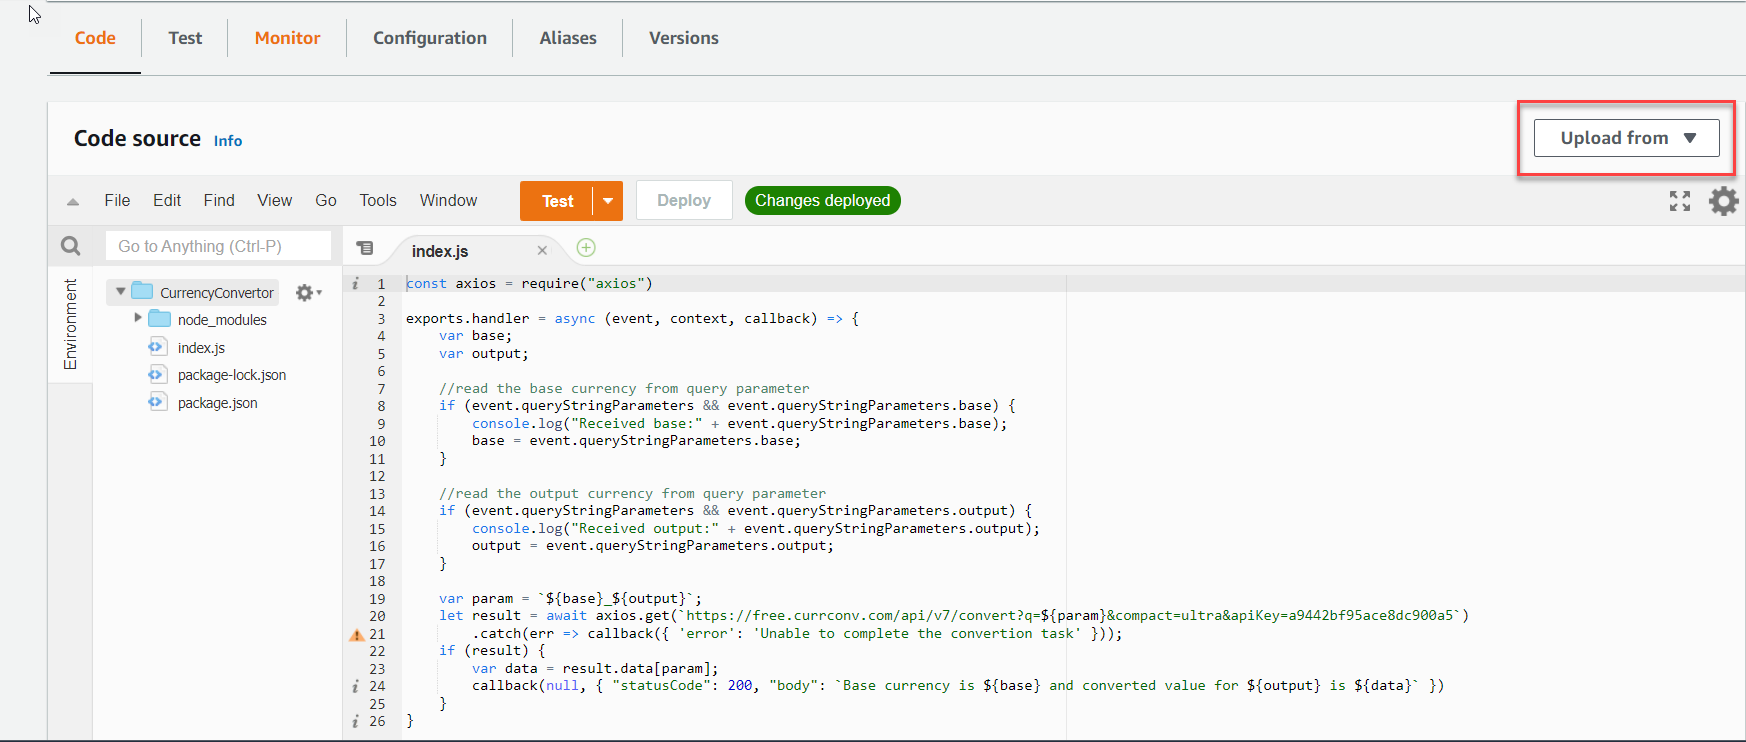 Code Test Monitor Configuration Aliases Versions
Code source Info
Upload from
File Edit Find View Go Tools Window Test Deploy Changes deployed
Go to Anything (Ctrl-P)
index.js
Environment
CurrencyConvertor
node_modules
index.js
package-lock.json
package.json
1 const axios = require("axios")
2
3 exports.handler = async (event, context, callback) => {
4 var base;
5 var output;
6
7 //read the base currency from query parameter
8 if (event.queryStringParameters && event.queryStringParameters.base) {
9 console.log("Received base:" + event.queryStringParameters.base);
10 base = event.queryStringParameters.base;
11 }
12
13 //read the output currency from query parameter
14 if (event.queryStringParameters && event.queryStringParameters.output) {
15 console.log("Received output:" + event.queryStringParameters.output);
16 output = event.queryStringParameters.output;
17 }
18
19 var param = `${base}_${output}`;
20 let result = await axios.get(`https://free.currconv.com/api/v7/convert?q=${param}&compact=ultra&apiKey=a9442bf95ace8dc900a5`)
21 .catch(err => callback({ 'error': 'Unable to complete the convertion task' }));
22 if (result) {
23 var data = result.data[param];
24 callback(null, { "statusCode": 200, "body": `Base currency is ${base} and converted value for ${output} is ${data}` })
25 }
26 }